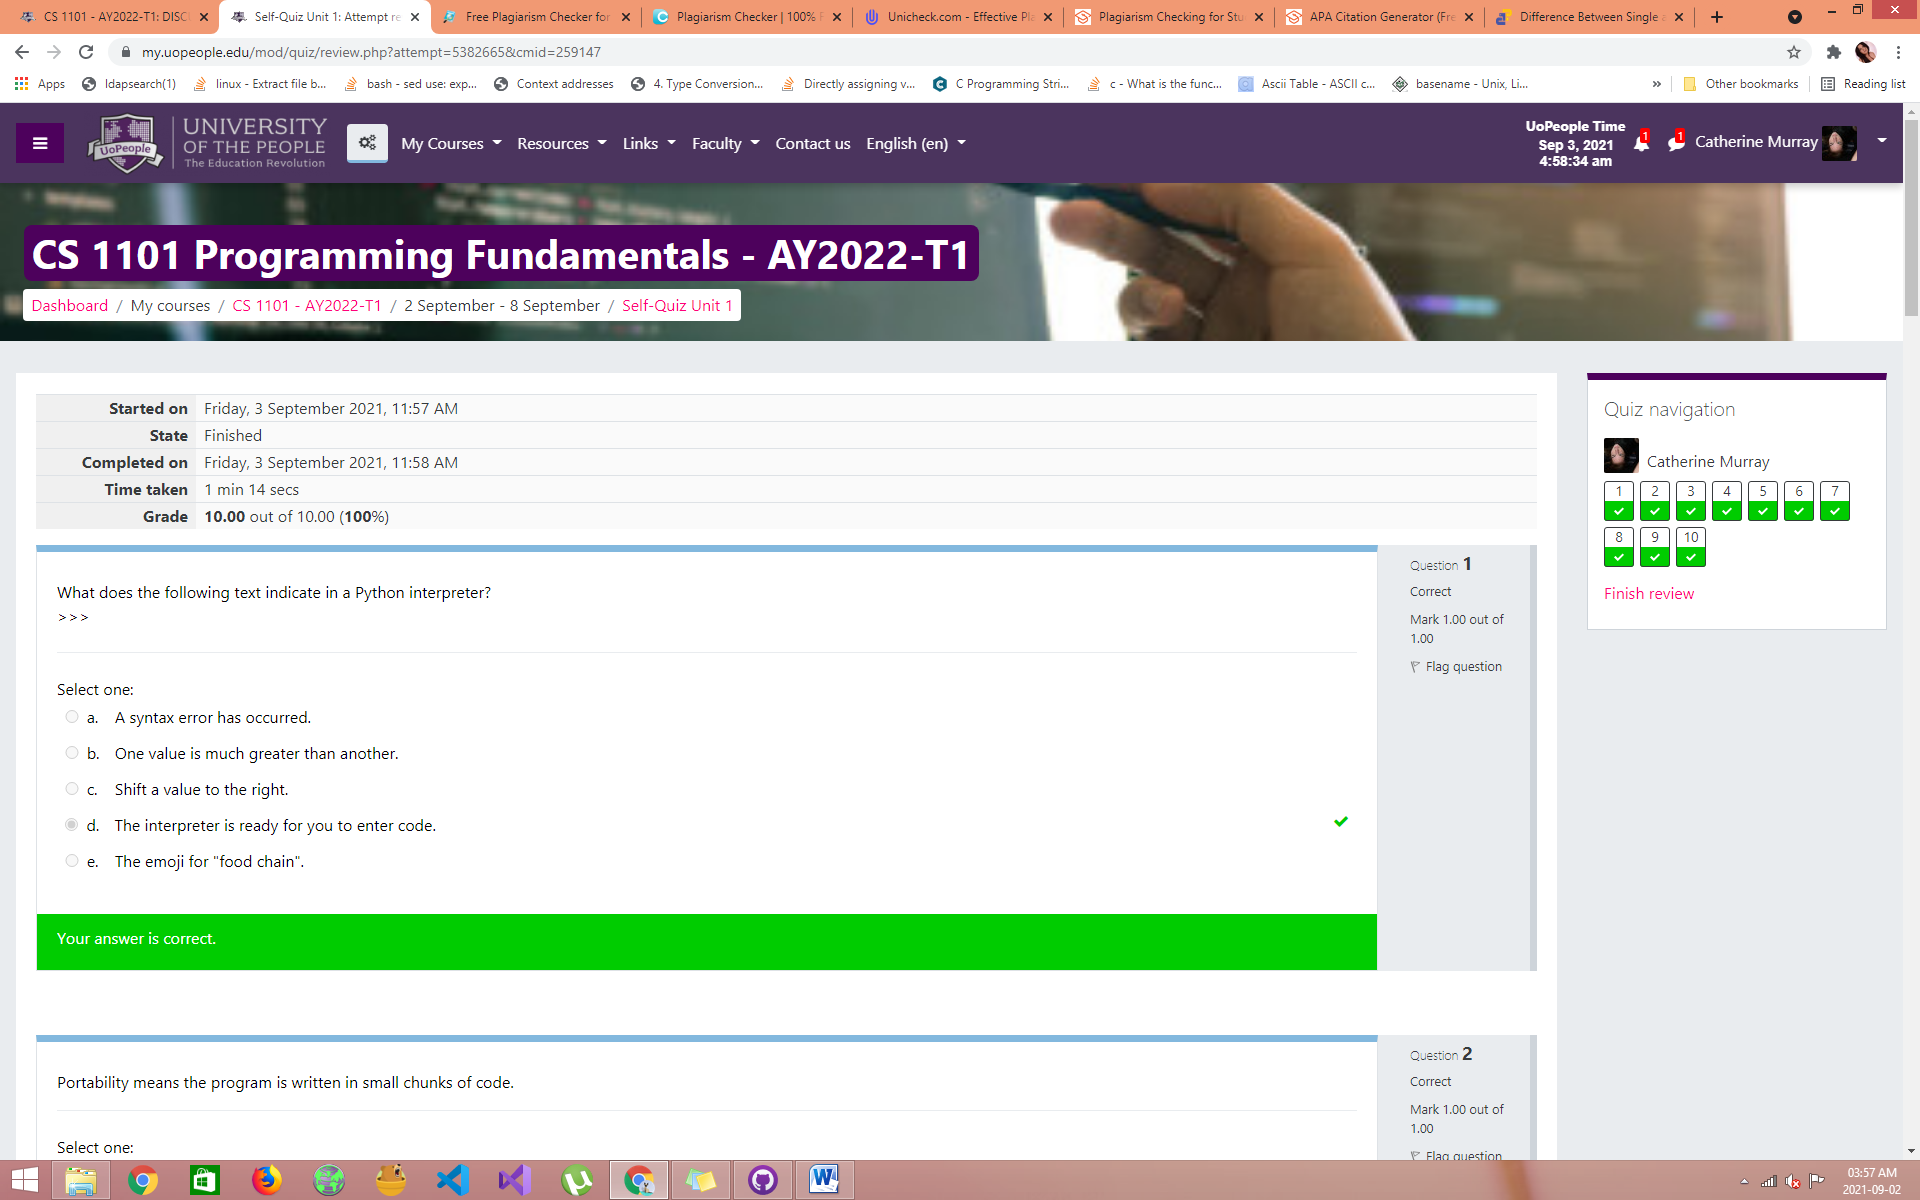 CS 1101 - AY2022-T1: DISC
Self-Quiz Unit 1: Attempt re
Free Plagiarism Checker for
Plagiarism Checker | 100% F
Unicheck.com - Effective Pla
Plagiarism Checking for Stu
APA Citation Generator (Fre
Difference Between Single a
my.uopeople.edu/mod/quiz/review.php?attempt=5382665&cmid=259147
Apps
ldapsearch(1)
linux - Extract file b...
bash - sed use: exp...
Context addresses
4. Type Conversion...
Directly assigning v...
C Programming Stri...
c - What is the func...
Ascii Table - ASCII c...
basename - Unix, Li...
»
Other bookmarks
Reading list
UoPeople
UNIVERSITY
OF THE PEOPLE
The Education Revolution
My Courses
Resources
Links
Faculty
Contact us
English (en)
UoPeople Time
Sep 3, 2021
4:58:34 am
1
1
Catherine Murray
CS 1101 Programming Fundamentals - AY2022-T1
Dashboard / My courses / CS 1101 - AY2022-T1 / 2 September - 8 September / Self-Quiz Unit 1
Started on Friday, 3 September 2021, 11:57 AM
State Finished
Completed on Friday, 3 September 2021, 11:58 AM
Time taken 1 min 14 secs
Grade 10.00 out of 10.00 (100%)
What does the following text indicate in a Python interpreter?
>>>
Select one:
a. A syntax error has occurred.
b. One value is much greater than another.
c. Shift a value to the right.
d. The interpreter is ready for you to enter code.
e. The emoji for "food chain".
Your answer is correct.
Question 1
Correct
Mark 1.00 out of
1.00
Flag question
Quiz navigation
Catherine Murray
1 2 3 4 5 6 7
8 9 10
Finish review
Portability means the program is written in small chunks of code.
Select one:
Question 2
Correct
Mark 1.00 out of
1.00
Flag question
03:57 AM
2021-09-02